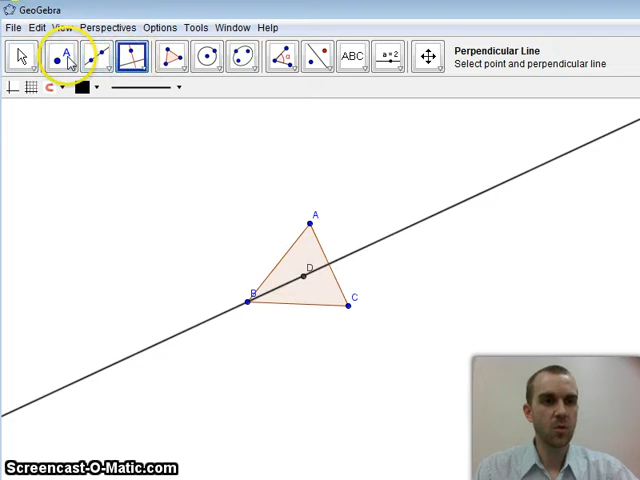 GeoGebra
File Edit View Perspectives Options Tools Window Help
A
α
ABC
a = 2
Perpendicular Line
Select point and perpendicular line
A
D
B
C
Screencast-O-Matic.com